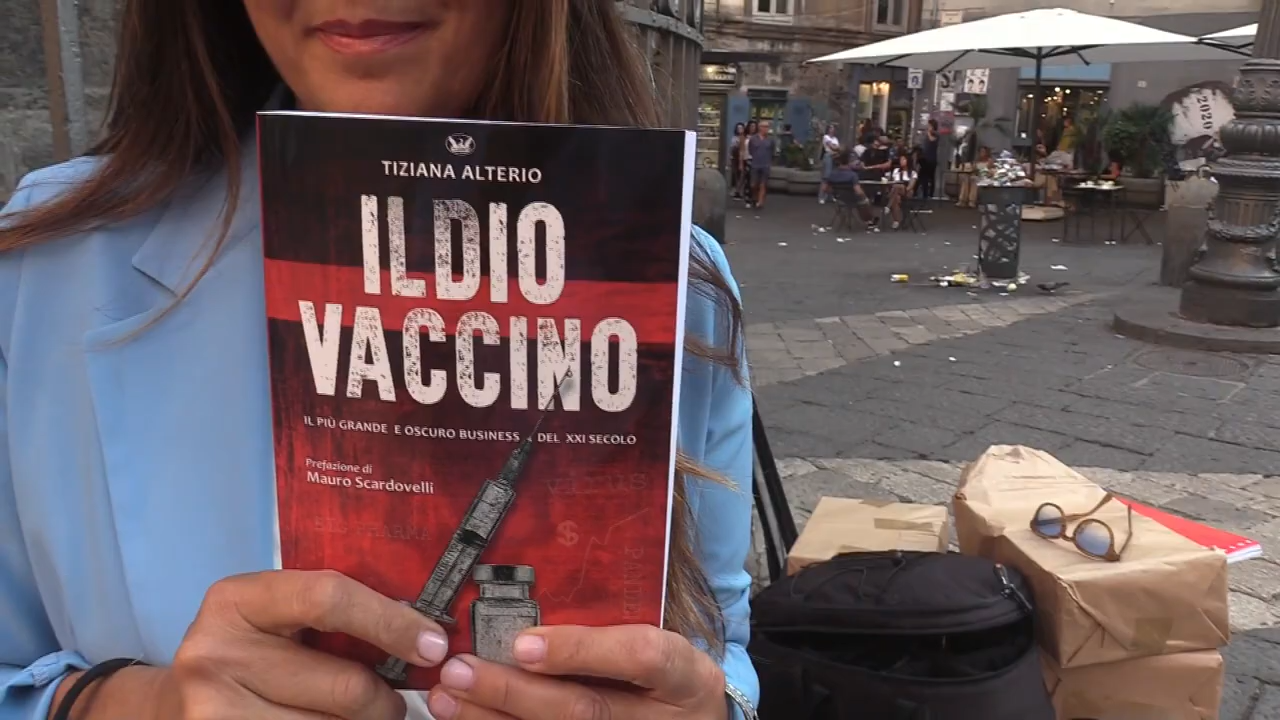 TIZIANA ALTERIO
IL DIO
VACCINO
IL PIÙ GRANDE E OSCURO BUSINESS DEL XXI SECOLO
Prefazione di
Mauro Scardovelli
virus
BIG PHARMA
$
2020